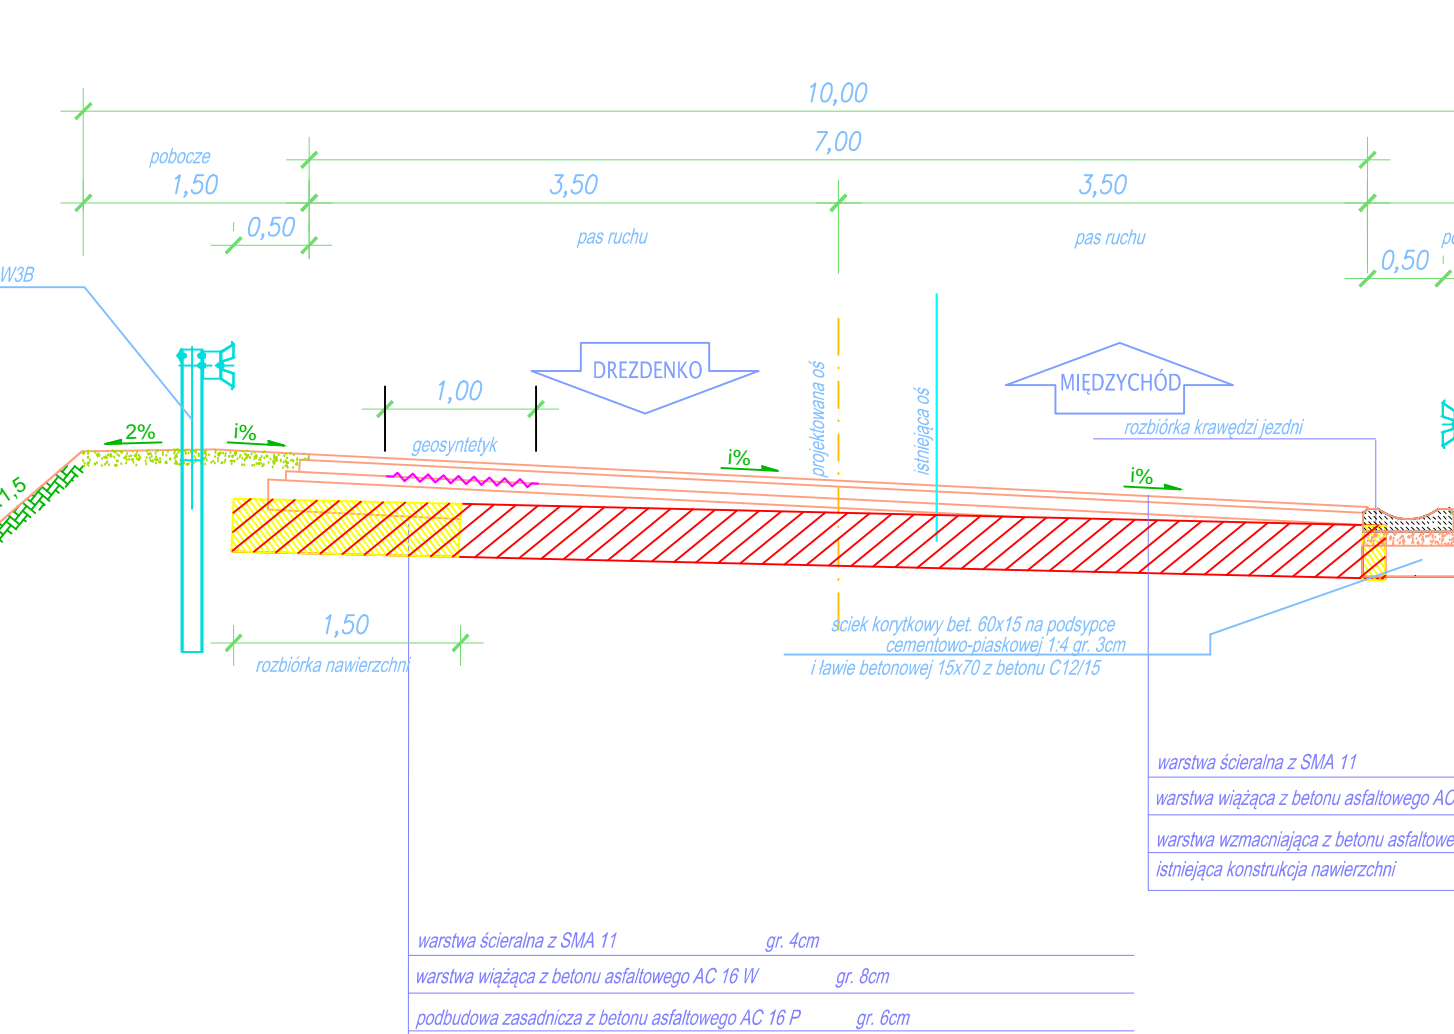 10,00
7,00
pobocze
1,50
3,50
3,50
0,50
pas ruchu
pas ruchu
0,50
W3B
DREZDENKO
MIĘDZYCHÓD
1,00
geosyntetyk
projektowana oś
istniejąca oś
rozbiórka krawędzi jezdni
2%
i%
i%
i%
1,5
1,50
rozbiórka nawierzchni
sciek korytkowy bet. 60x15 na podsypce
cementowo-piaskowej 1:4 gr. 3cm
i ławie betonowej 15x70 z betonu C12/15
warstwa ścieralna z SMA 11
warstwa wiążąca z betonu asfaltowego AC
warstwa wzmacniająca z betonu asfaltowe
istniejąca konstrukcja nawierzchni
warstwa ścieralna z SMA 11 gr. 4cm
warstwa wiążąca z betonu asfaltowego AC 16 W gr. 8cm
podbudowa zasadnicza z betonu asfaltowego AC 16 P gr. 6cm